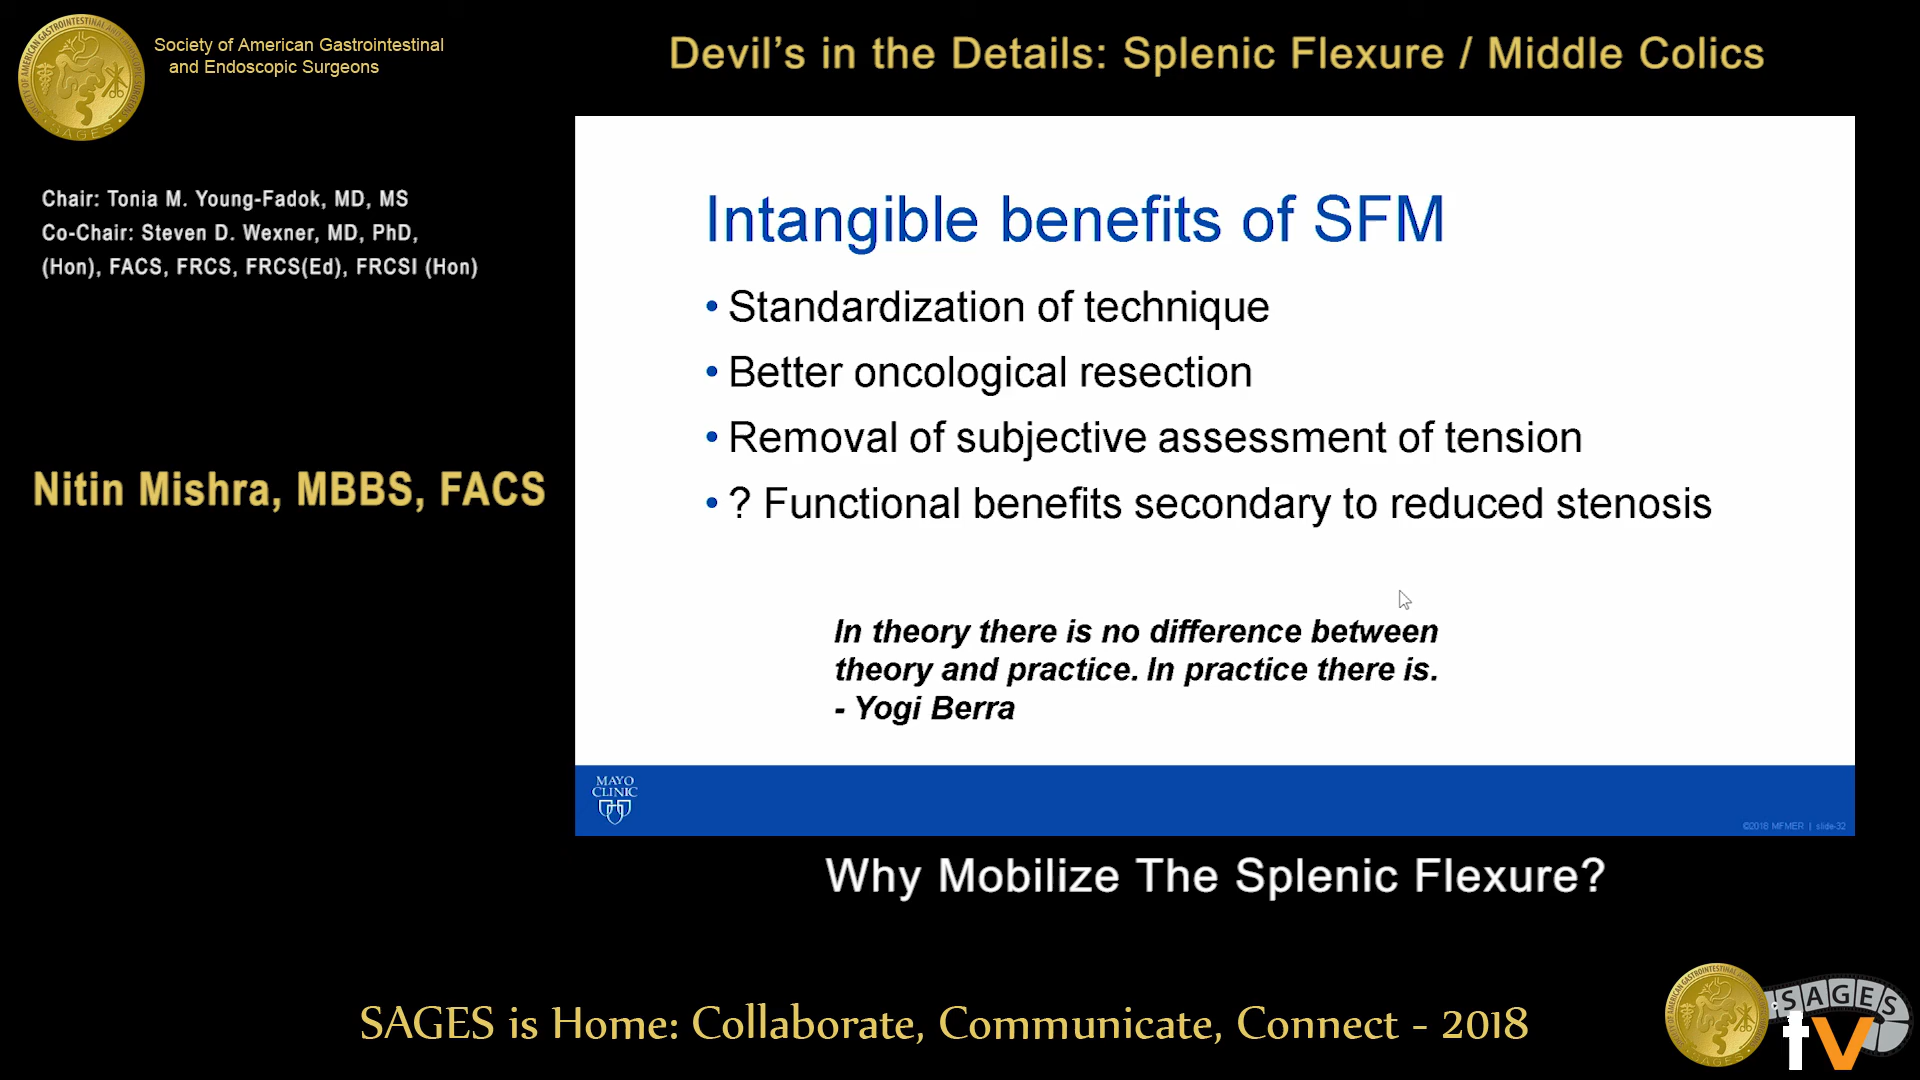 Society of American Gastrointestinal
and Endoscopic Surgeons
Devil's in the Details: Splenic Flexure / Middle Colics
Chair: Tonia M. Young-Fadok, MD, MS
Co-Chair: Steven D. Wexner, MD, PhD,
(Hon), FACS, FRCS, FRCS(Ed), FRCSI (Hon)
Nitin Mishra, MBBS, FACS
Intangible benefits of SFM
• Standardization of technique
• Better oncological resection
• Removal of subjective assessment of tension
• ? Functional benefits secondary to reduced stenosis
In theory there is no difference between
theory and practice. In practice there is.
- Yogi Berra
MAYO
CLINIC
©2018 MFMER | slide-32
Why Mobilize The Splenic Flexure?
SAGES is Home: Collaborate, Communicate, Connect - 2018
SAGES
tv